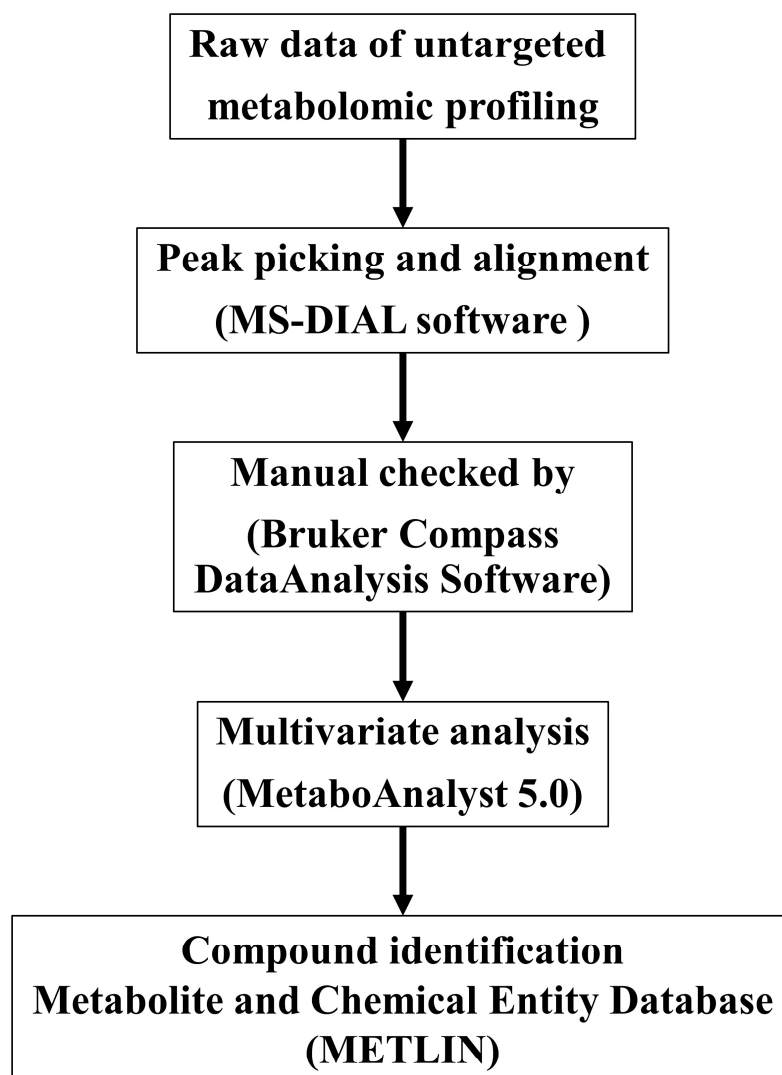 Raw data of untargeted
metabolomic profiling
Peak picking and alignment
(MS-DIAL software )
Manual checked by
(Bruker Compass
DataAnalysis Software)
Multivariate analysis
(MetaboAnalyst 5.0)
Compound identification
Metabolite and Chemical Entity Database
(METLIN)